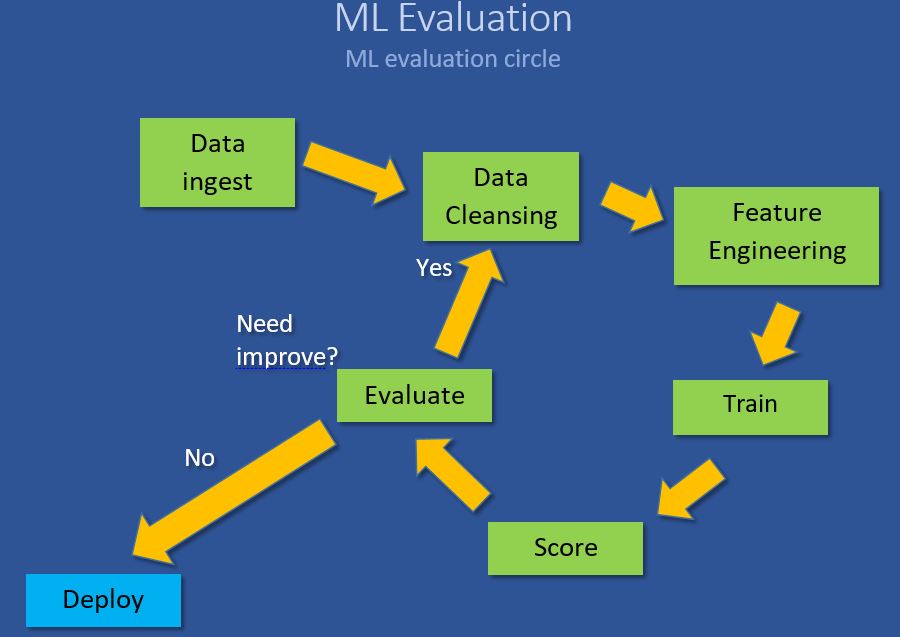 ML Evaluation
ML evaluation circle
Data
ingest
Data
Cleansing
Feature
Engineering
Yes
Need
improve?
Evaluate
Train
No
Score
Deploy